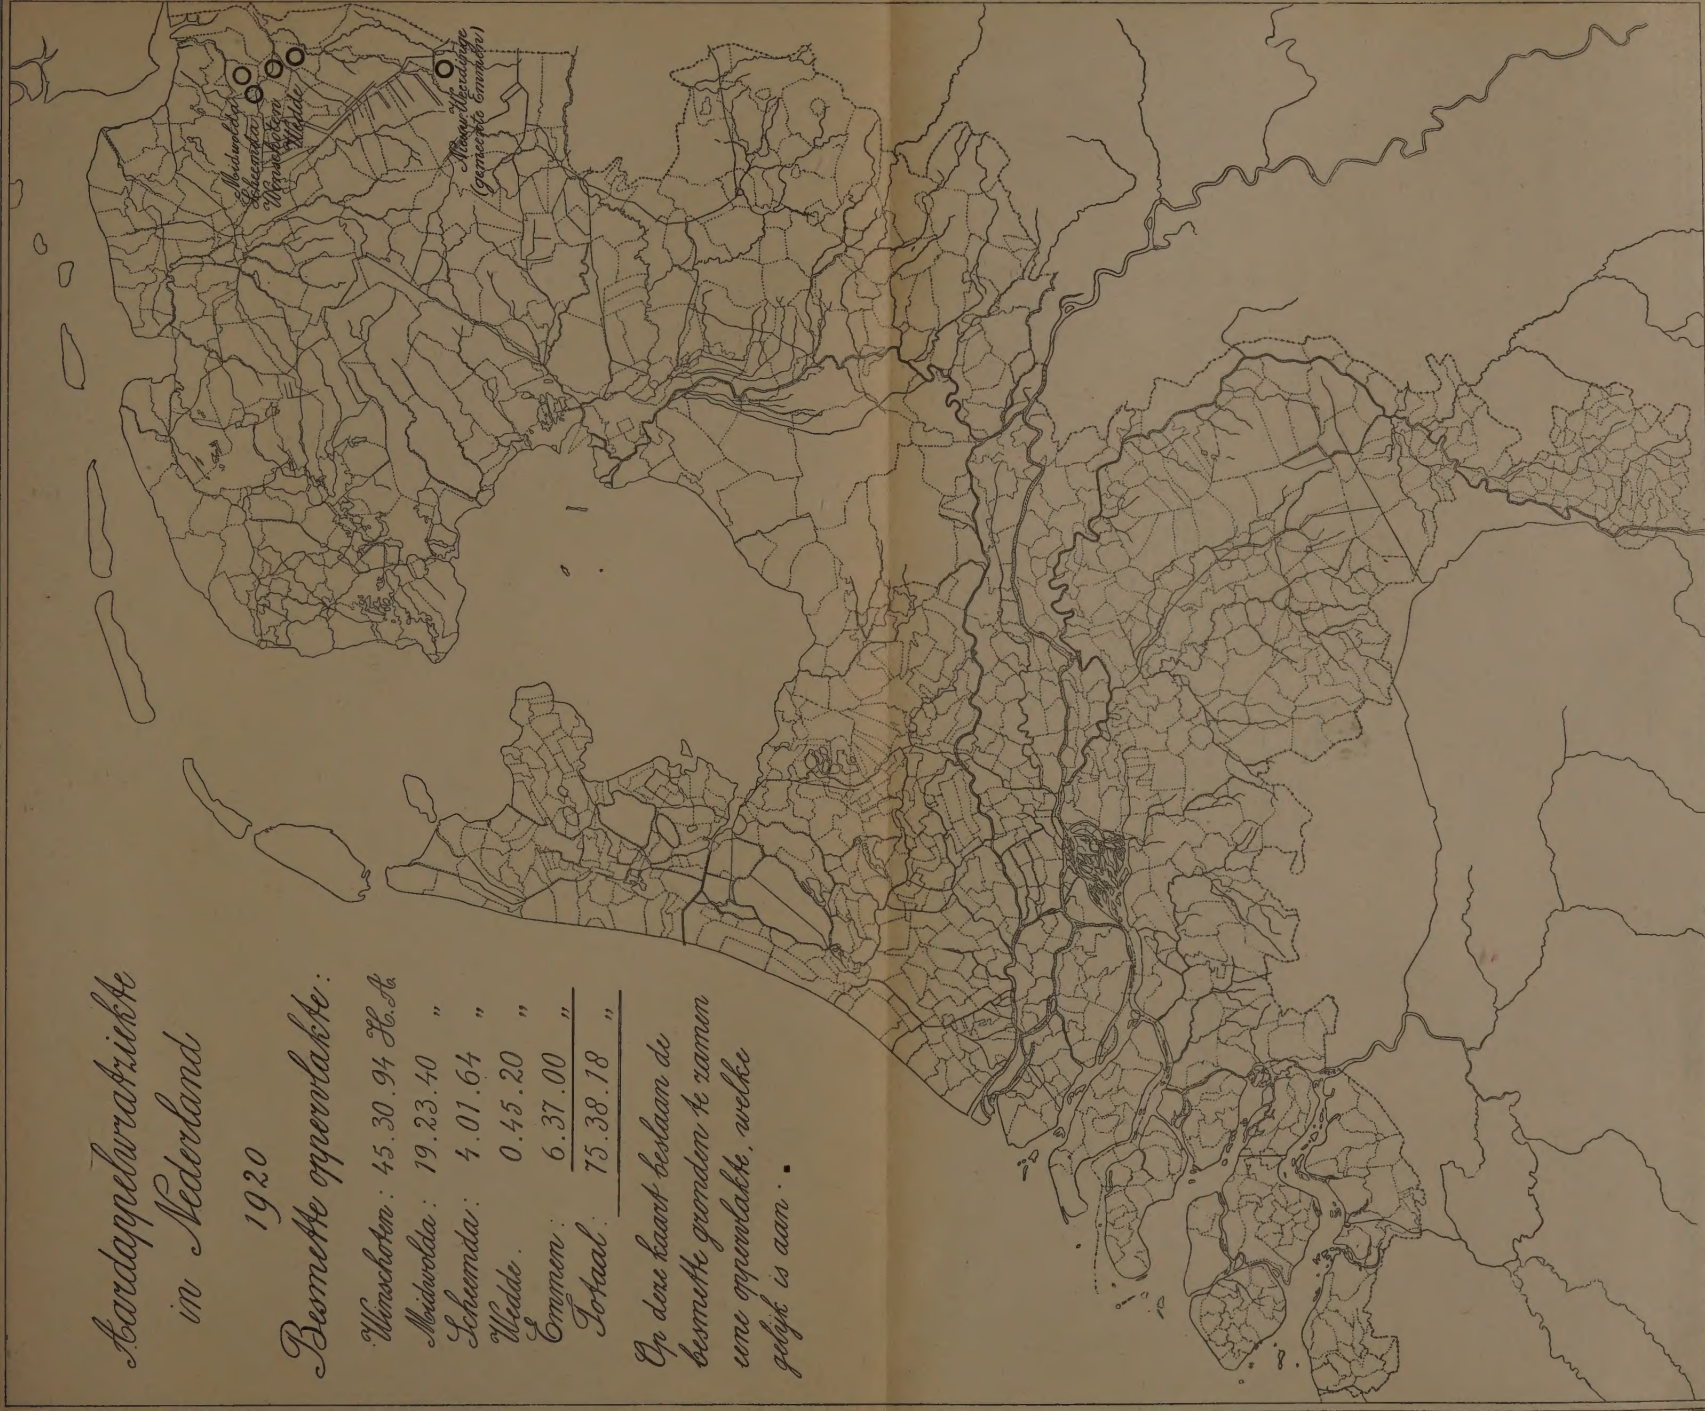 Aardappelwratziekte
in Nederland
1920
Besmette oppervlakte:
Winschoten: 45.30.94 H.A.
Midwolda: 19.23.40 „
Scheemda: 4.01.64 „
Wedde: 0.45.20 „
Emmen: 6.37.00 „
Totaal: 75.38.18 „
Op deze kaart beslaan de
besmette gronden te zamen
eene oppervlakte, welke
gelijk is aan: ▪
Midwolda
Scheemda
Winschoten
Wedde
Nieuw-Weerdinge
(gemeente Emmen)